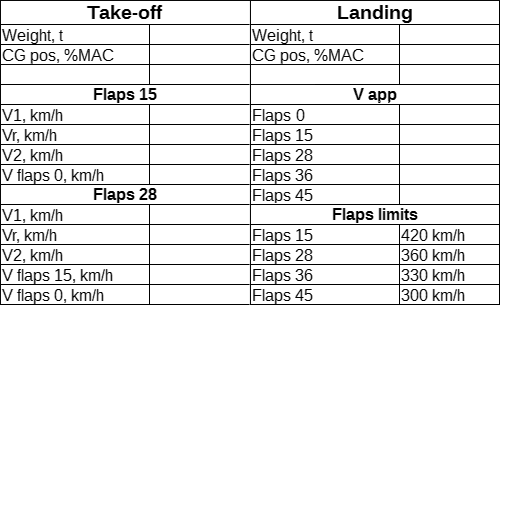 Take-off Landing
Weight, t Weight, t
CG pos, %MAC CG pos, %MAC
Flaps 15 V app
V1, km/h Flaps 0
Vr, km/h Flaps 15
V2, km/h Flaps 28
V flaps 0, km/h Flaps 36
Flaps 28 Flaps 45
V1, km/h Flaps limits
Vr, km/h Flaps 15 420 km/h
V2, km/h Flaps 28 360 km/h
V flaps 15, km/h Flaps 36 330 km/h
V flaps 0, km/h Flaps 45 300 km/h